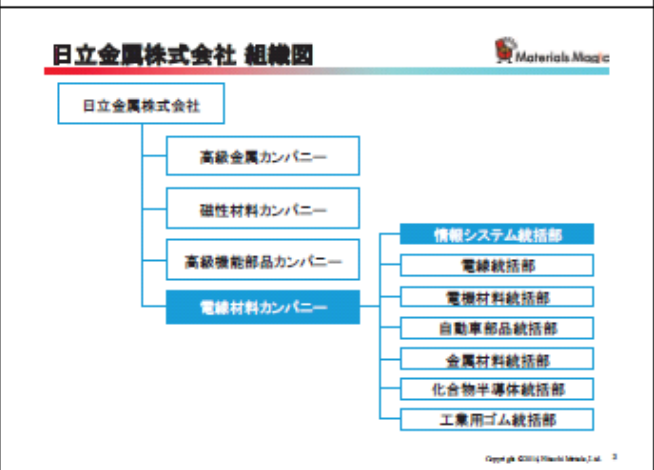 日立金属株式会社 組織図
Materials Magic
日立金属株式会社
高級金属カンパニー
磁性材料カンパニー
高級機能部品カンパニー
電線材料カンパニー
情報システム統括部
電線統括部
電機材料統括部
自動車部品統括部
金属材料統括部
化合物半導体統括部
工業用ゴム統括部
Copyright ©2014 Hitachi Metals, Ltd.